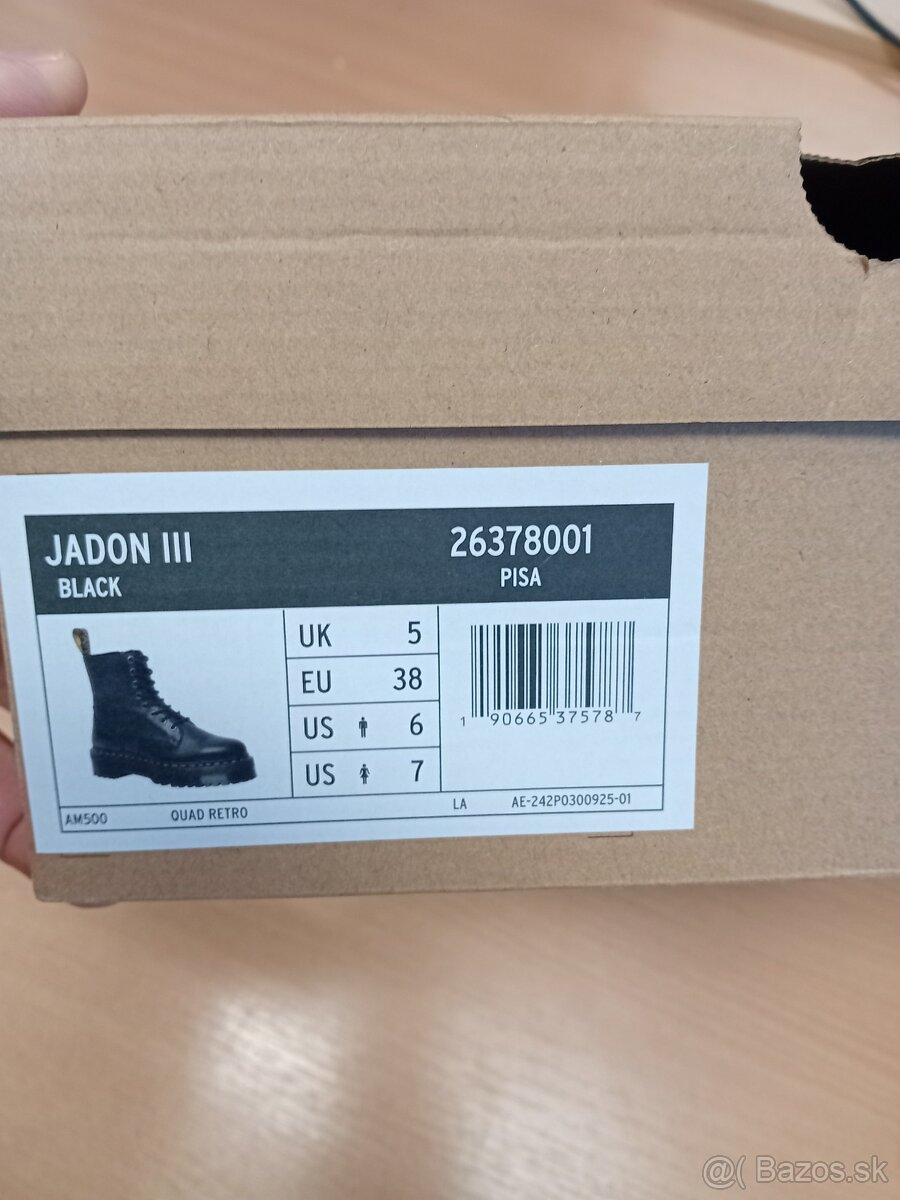 JADON III
BLACK
26378001
PISA
UK 5
EU 38
US 6
US 7
1 90665 37578 7
AM500
QUAD RETRO
LA
AE-242P0300925-01
@( Bazos.sk